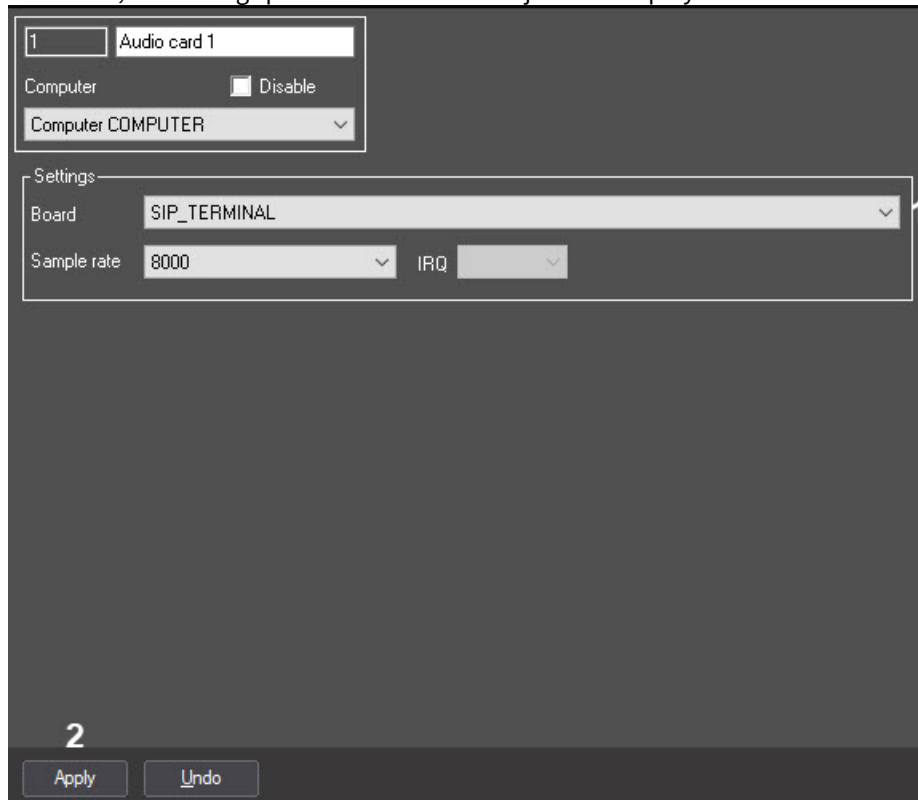 1 Audio card 1
Computer Disable
Computer COMPUTER
Settings
Board SIP_TERMINAL
Sample rate 8000 IRQ
2
Apply Undo